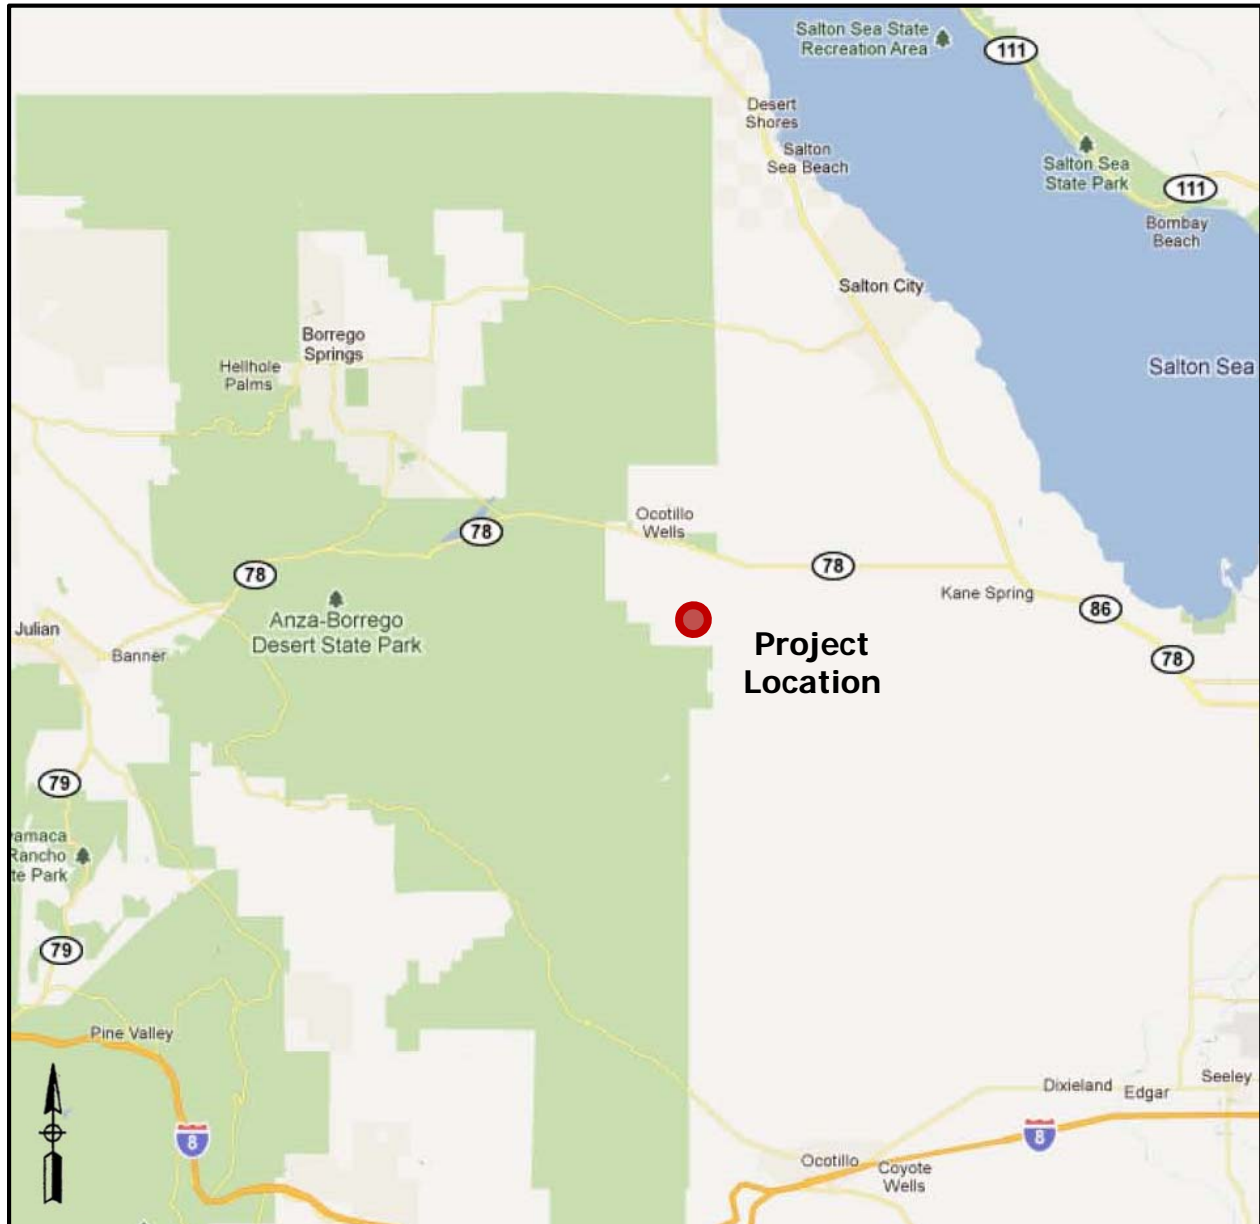 Salton Sea State
Recreation Area
111
Desert
Shores
Salton
Sea Beach
Salton Sea
State Park
111
Bombay
Beach
Salton City
Borrego
Springs
Hellhole
Palms
Salton Sea
Ocotillo
Wells
78
78
78
Kane Spring
86
Anza-Borrego
Desert State Park
Julian
Banner
Project
Location
78
79
amaca
Rancho
te Park
79
Pine Valley
8
Dixieland
Edgar
Seeley
8
Ocotillo
Coyote
Wells